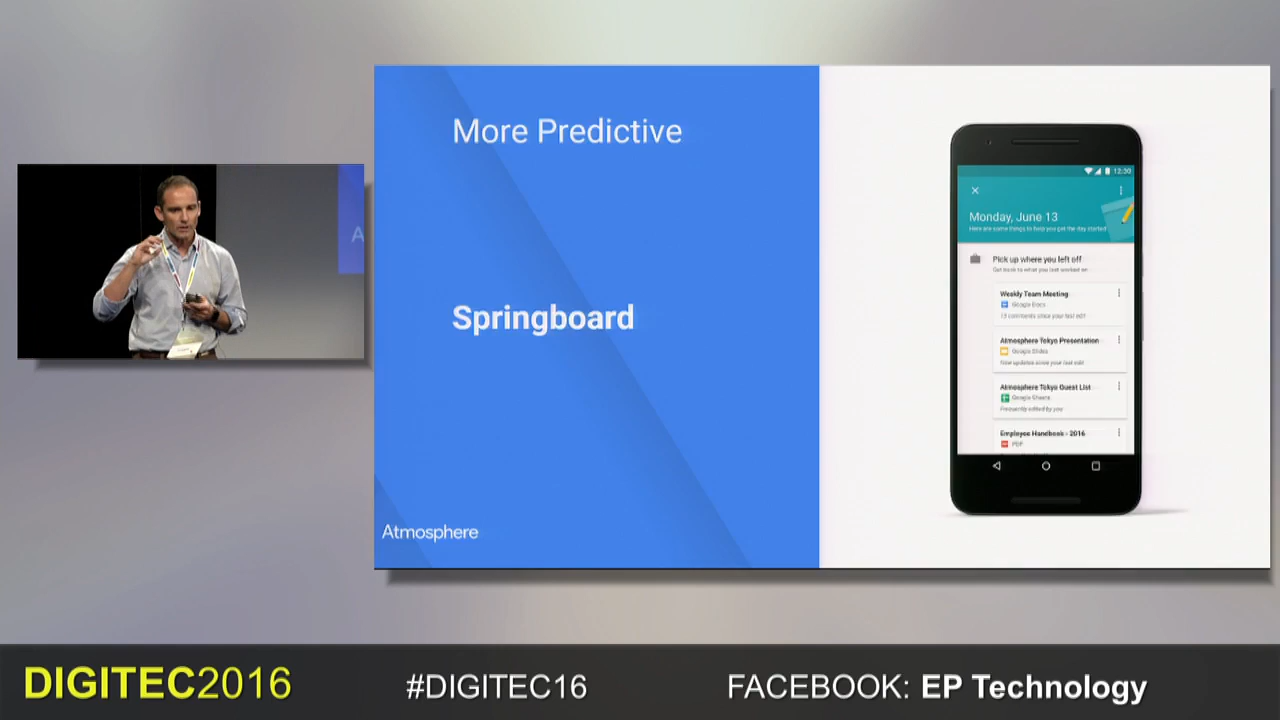 More Predictive
Springboard
Atmosphere
A
12:30
Monday, June 13
Here are some things to help you get the day started
Pick up where you left off
Get back to what you last worked on
Weekly Team Meeting
Google Docs
13 comments since your last edit
Atmosphere Tokyo Presentation
Google Slides
New updates since your last edit
Atmosphere Tokyo Guest List
Google Sheets
Frequently edited by you
Employee Handbook - 2016
PDF
DIGITEC2016
#DIGITEC16
FACEBOOK: EP Technology